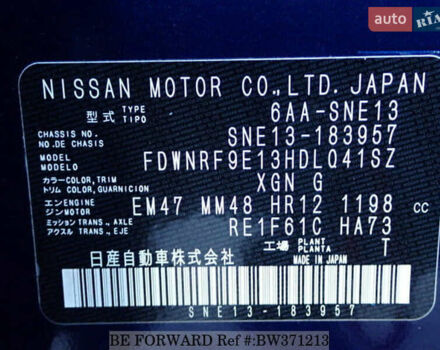 auto RIA
NISSAN MOTOR CO.,LTD. JAPAN
型式 TYPE TIPO 6AA-SNE13
CHASSIS NO. NO. DE CHASIS SNE13-183957
MODEL MODELO FDWNRF9E13HDLQ41SZ
カラー COLOR, TRIM トリム COLOR, GUARNICION XGN G
エンジン ENGINE MOTOR EM47 MM48 HR12 1198 cc
ミッション TRANS., AXLE アクスル TRANS., EJE RE1F61C HA73
工場 PLANT PLANTA T
日産自動車株式会社 MADE IN JAPAN
SNE13-183957
BE FORWARD Ref #:BW371213